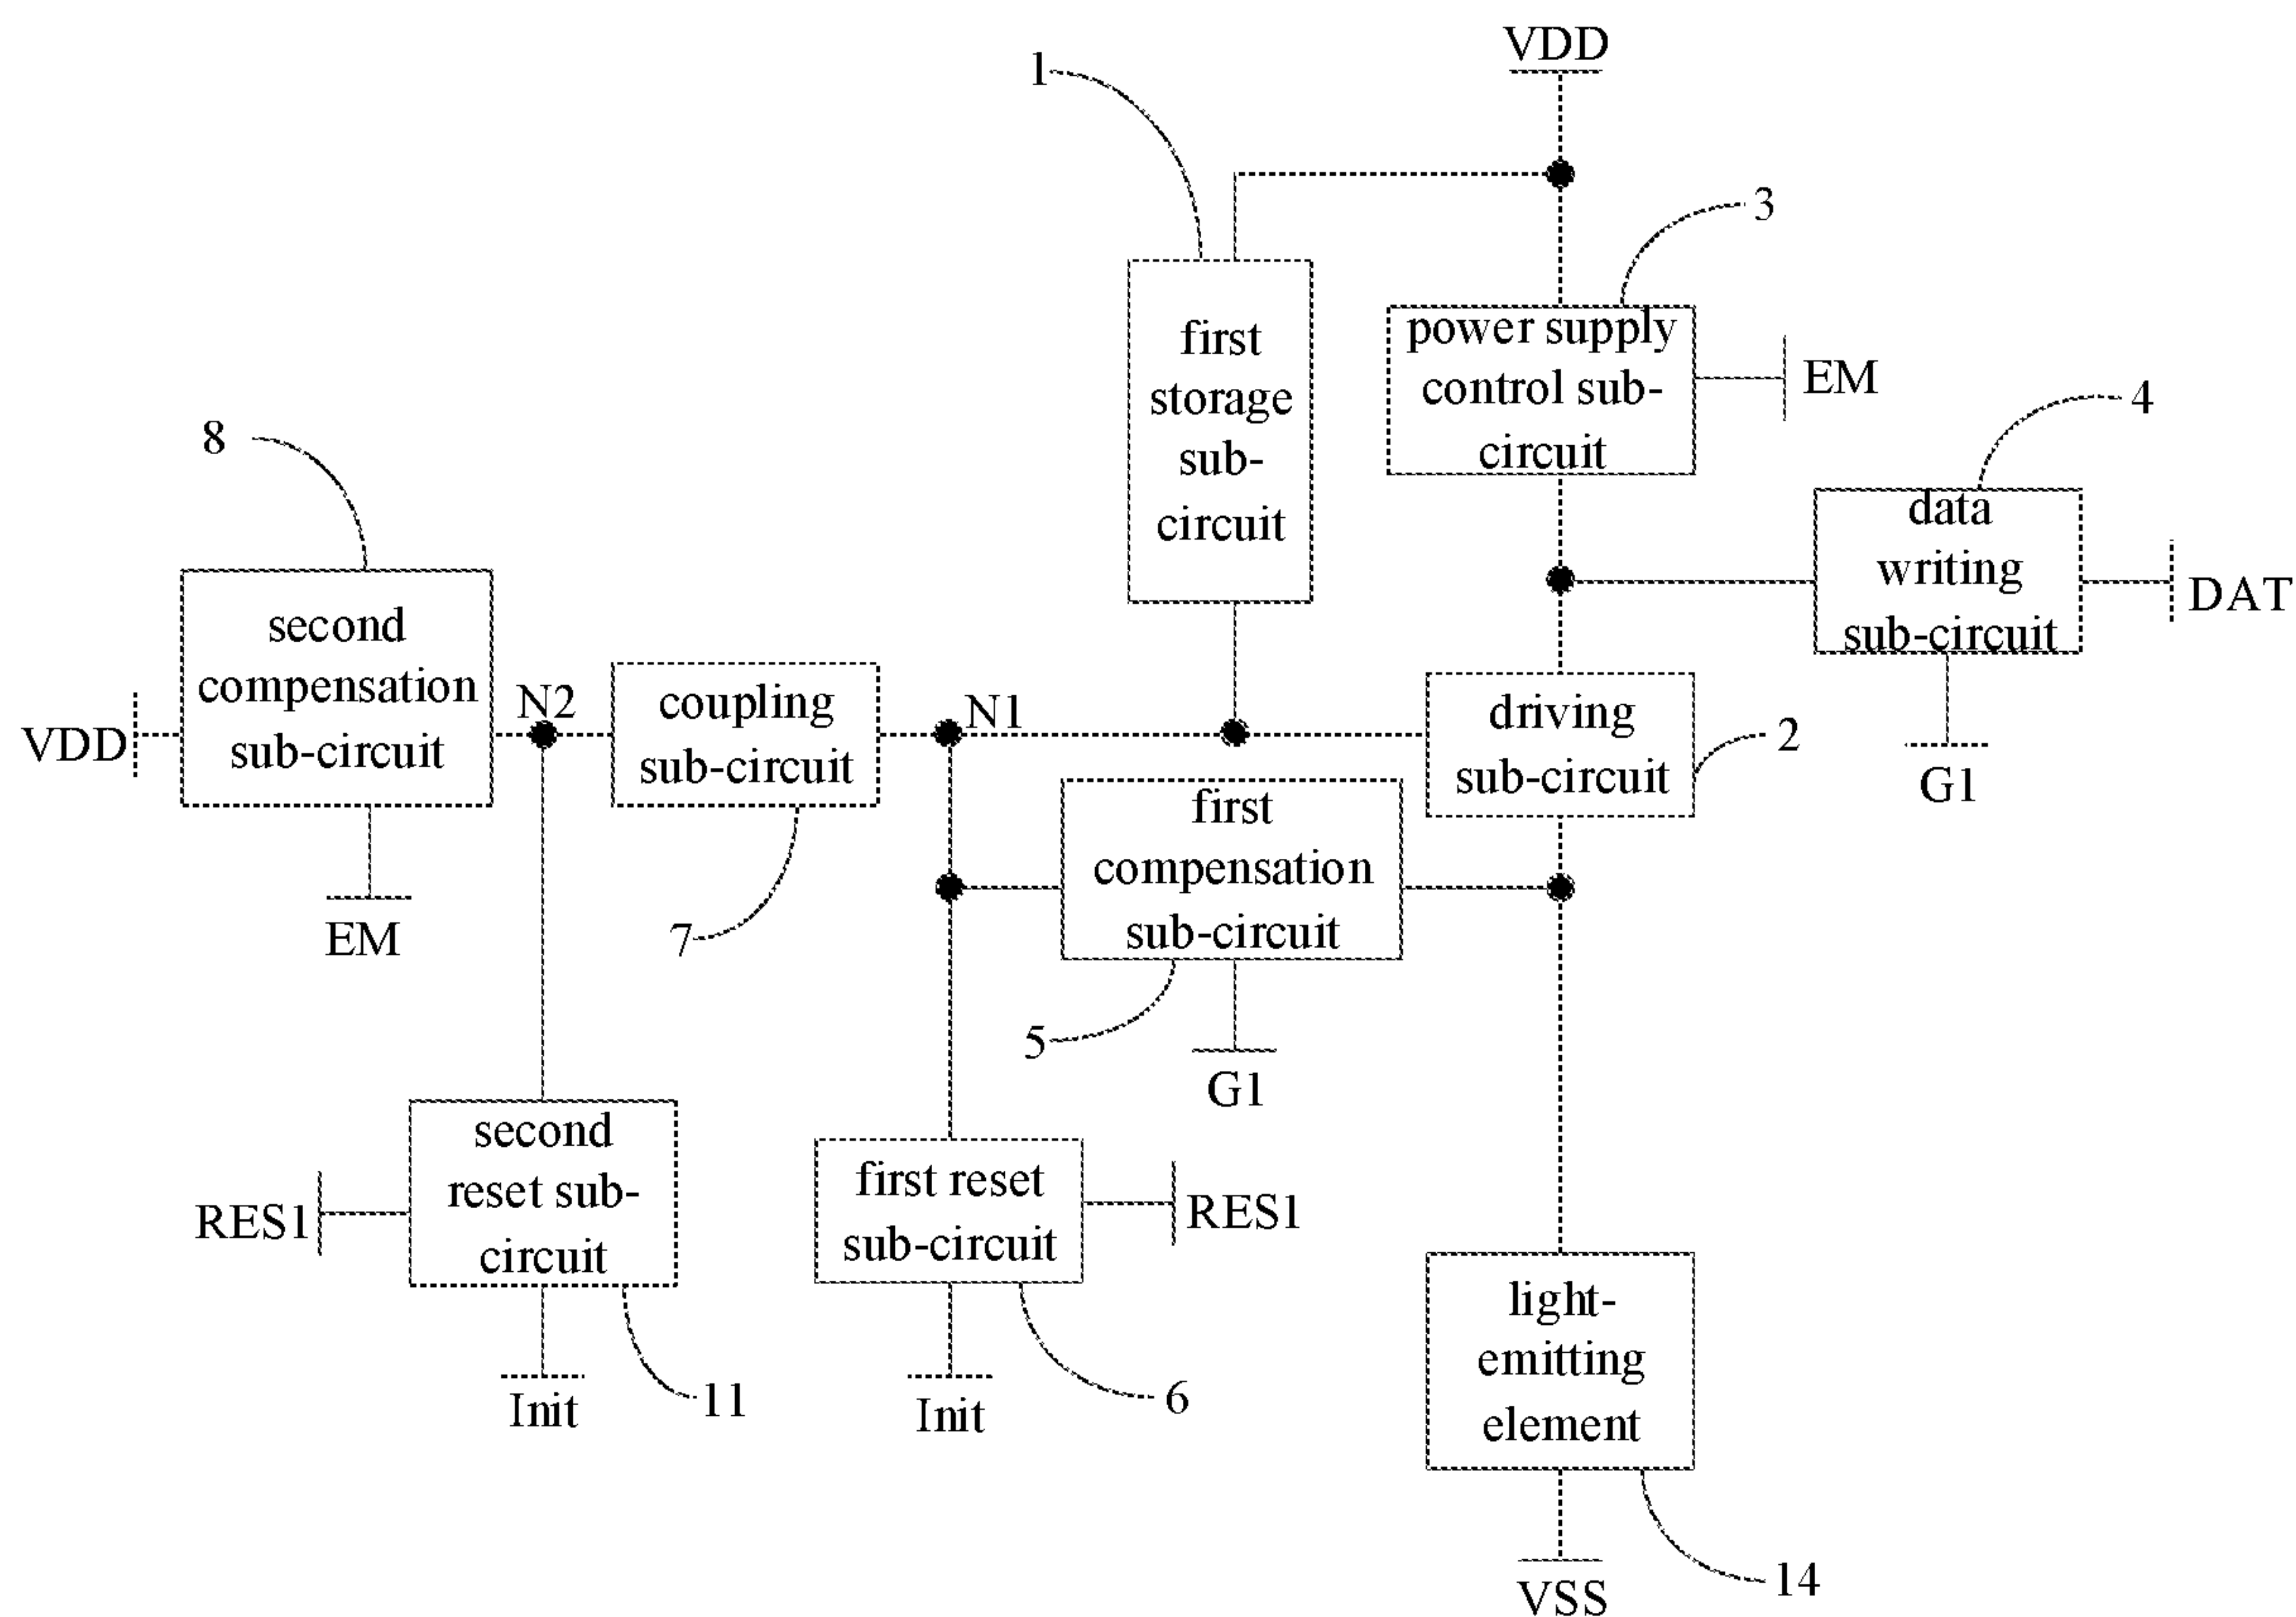 VDD
1
3
first
storage
sub-
circuit
power supply
control sub-
circuit
EM
4
8
data
writing
sub-circuit
DAT
G1
second
compensation
sub-circuit
VDD
EM
N2
coupling
sub-circuit
7
N1
driving
sub-circuit
2
first
compensation
sub-circuit
5
G1
second
reset sub-
circuit
RES1
Init
11
first reset
sub-circuit
RES1
Init
6
light-
emitting
element
14
VSS